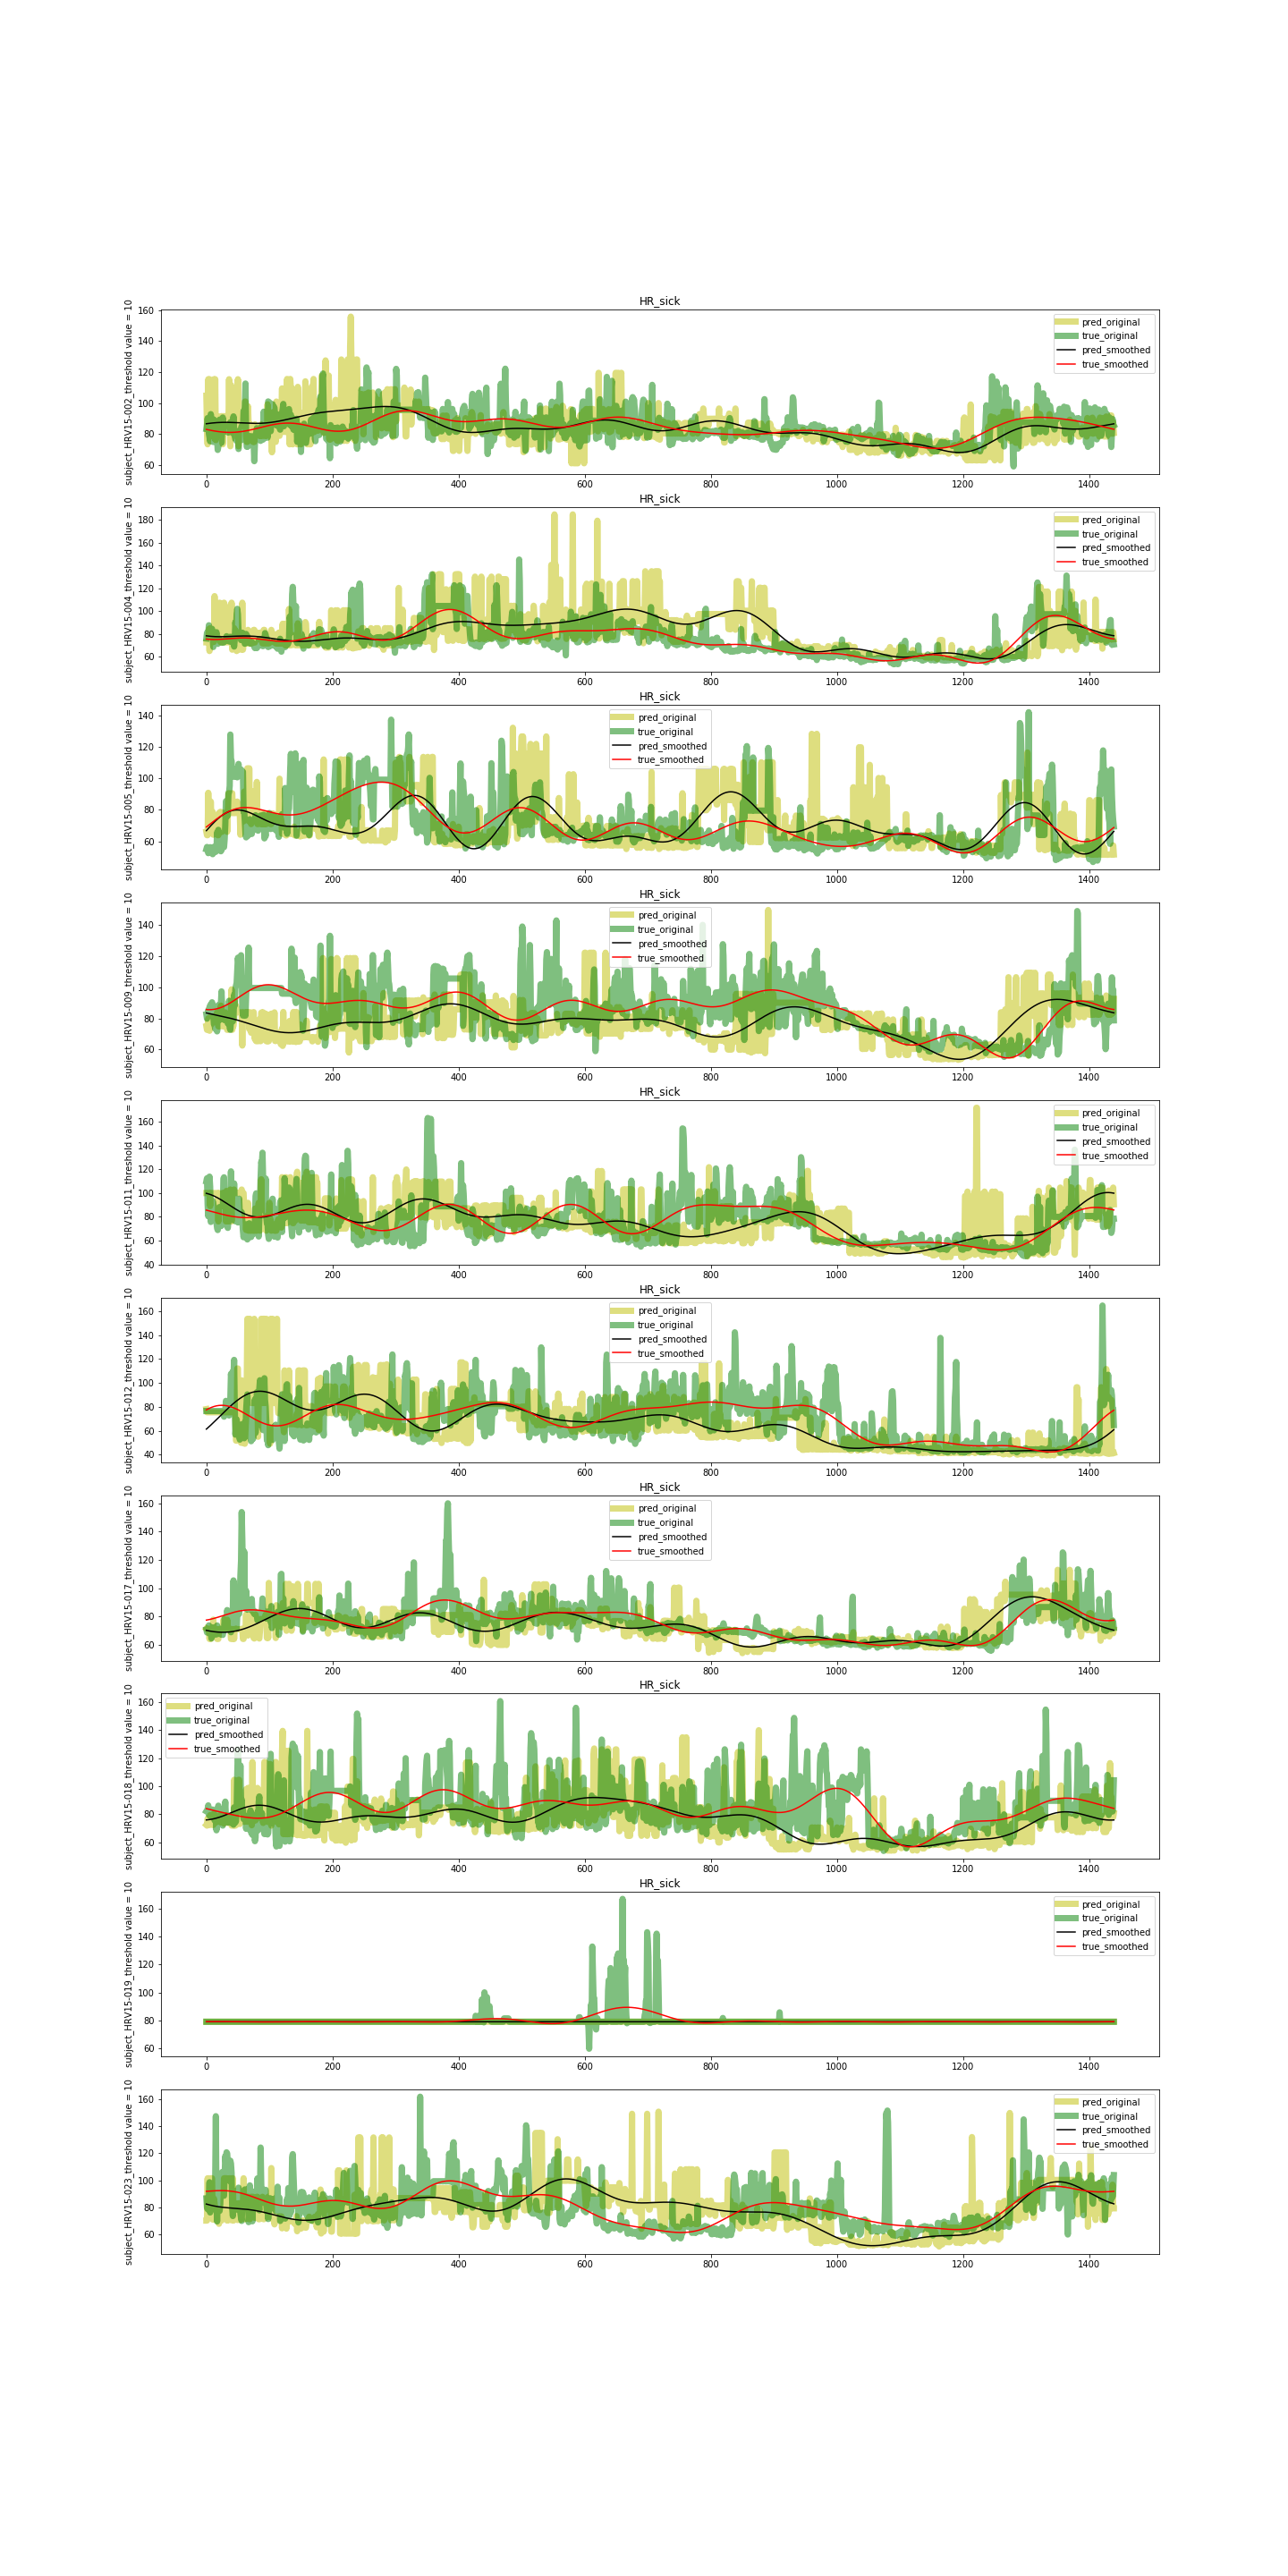 HR_sick
subject_HRV15-002_threshold value = 10
160
140
120
100
80
60
pred_original
true_original
pred_smoothed
true_smoothed
0 200 400 600 800 1000 1200 1400
HR_sick
subject_HRV15-004_threshold value = 10
180
160
140
120
100
80
60
pred_original
true_original
pred_smoothed
true_smoothed
0 200 400 600 800 1000 1200 1400
HR_sick
subject_HRV15-005_threshold value = 10
140
120
100
80
60
pred_original
true_original
pred_smoothed
true_smoothed
0 200 400 600 800 1000 1200 1400
HR_sick
subject_HRV15-009_threshold value = 10
140
120
100
80
60
pred_original
true_original
pred_smoothed
true_smoothed
0 200 400 600 800 1000 1200 1400
HR_sick
subject_HRV15-011_threshold value = 10
160
140
120
100
80
60
40
pred_original
true_original
pred_smoothed
true_smoothed
0 200 400 600 800 1000 1200 1400
HR_sick
subject_HRV15-012_threshold value = 10
160
140
120
100
80
60
40
pred_original
true_original
pred_smoothed
true_smoothed
0 200 400 600 800 1000 1200 1400
HR_sick
subject_HRV15-017_threshold value = 10
160
140
120
100
80
60
pred_original
true_original
pred_smoothed
true_smoothed
0 200 400 600 800 1000 1200 1400
HR_sick
subject_HRV15-018_threshold value = 10
160
140
120
100
80
60
pred_original
true_original
pred_smoothed
true_smoothed
0 200 400 600 800 1000 1200 1400
HR_sick
subject_HRV15-019_threshold value = 10
160
140
120
100
80
60
pred_original
true_original
pred_smoothed
true_smoothed
0 200 400 600 800 1000 1200 1400
subject_HRV15-023_threshold value = 10
160
140
120
100
80
60
pred_original
true_original
pred_smoothed
true_smoothed
0 200 400 600 800 1000 1200 1400